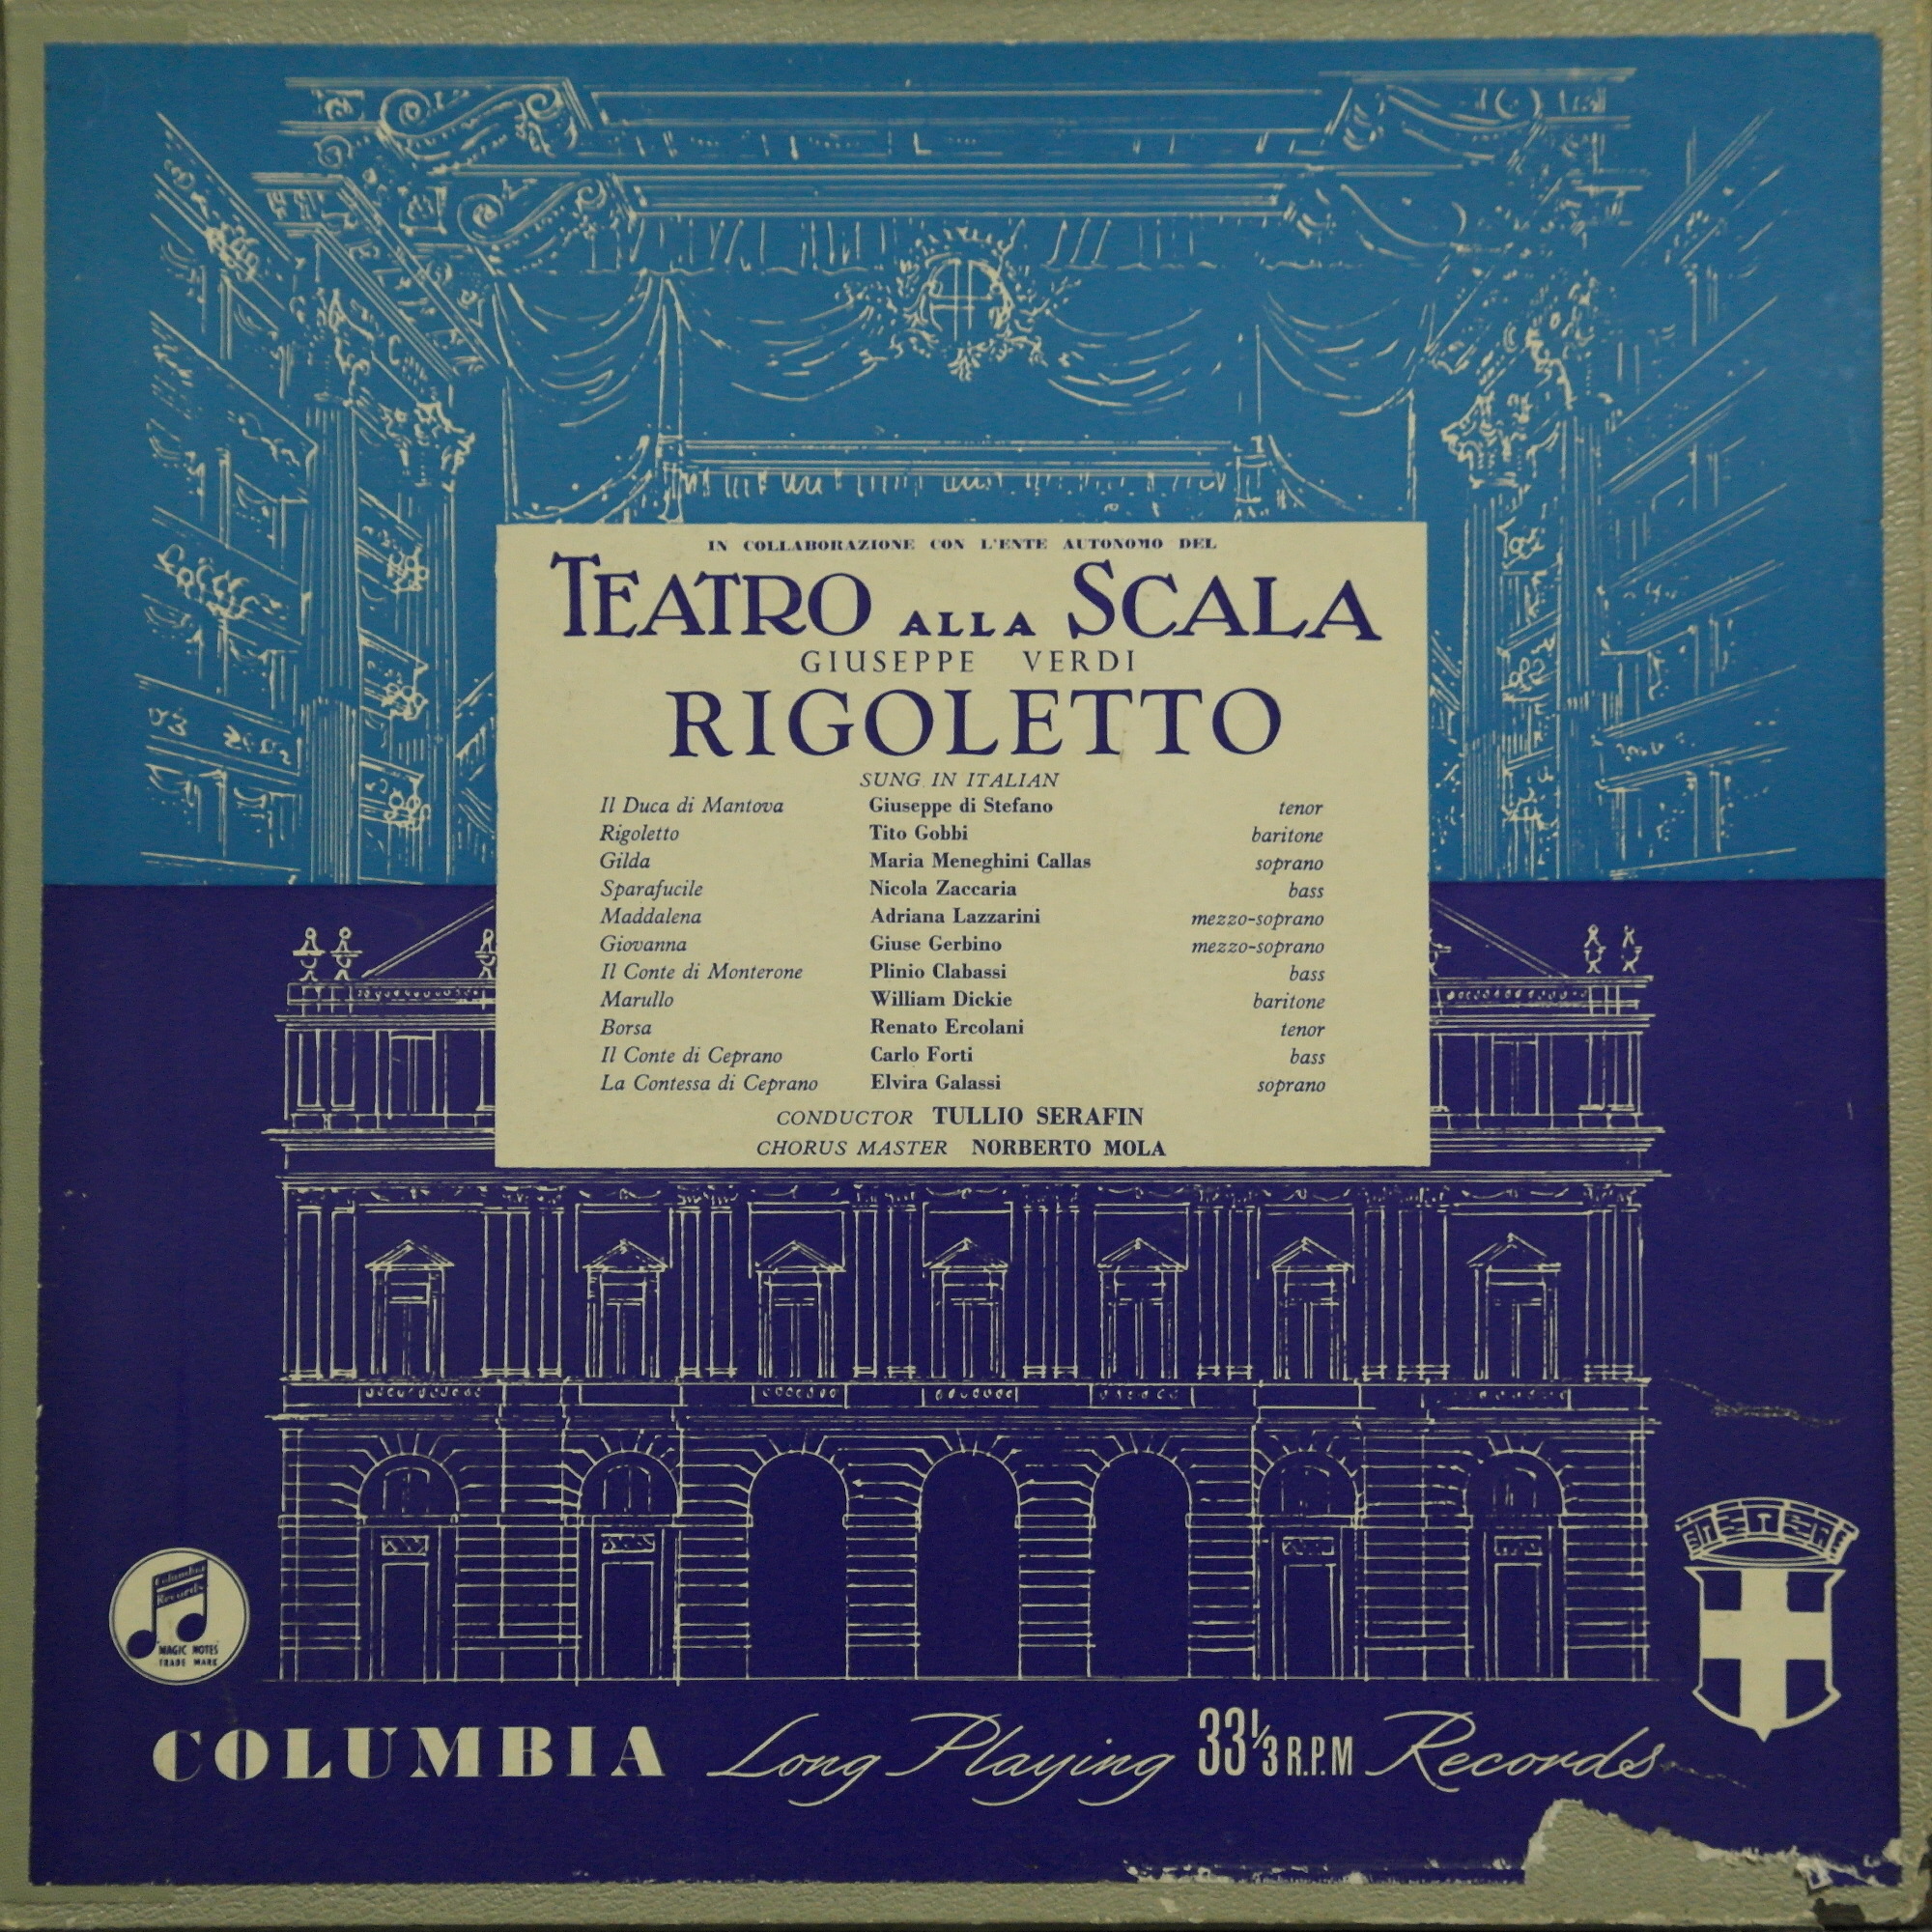 IN COLLABORAZIONE CON L'ENTE AUTONOMO DEL
TEATRO ALLA SCALA
GIUSEPPE VERDI
RIGOLETTO
SUNG IN ITALIAN
Il Duca di Mantova Giuseppe di Stefano tenor
Rigoletto Tito Gobbi baritone
Gilda Maria Meneghini Callas soprano
Sparafucile Nicola Zaccaria bass
Maddalena Adriana Lazzarini mezzo-soprano
Giovanna Giuse Gerbino mezzo-soprano
Il Conte di Monterone Plinio Clabassi bass
Marullo William Dickie baritone
Borsa Renato Ercolani tenor
Il Conte di Ceprano Carlo Forti bass
La Contessa di Ceprano Elvira Galassi soprano
CONDUCTOR TULLIO SERAFIN
CHORUS MASTER NORBERTO MOLA
Columbia
Records
MAGIC NOTES
TRADE MARK
COLUMBIA Long Playing 33⅓ R.P.M Records